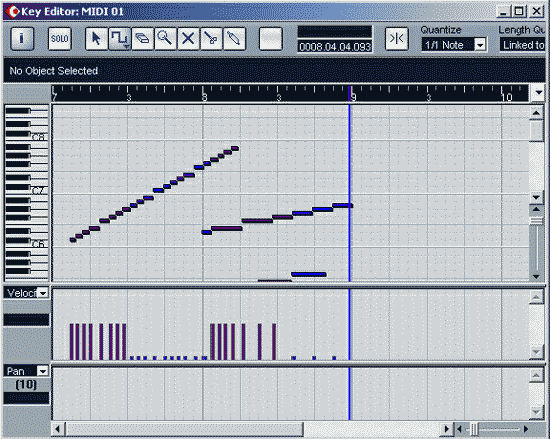 Key Editor: MIDI 01
i SOLO 0008.04.04.093 Quantize 1/1 Note Length Qu Linked to
No Object Selected
7 3 8 3 9 3 10
C8
C7
C6
Veloci
Pan
(10)